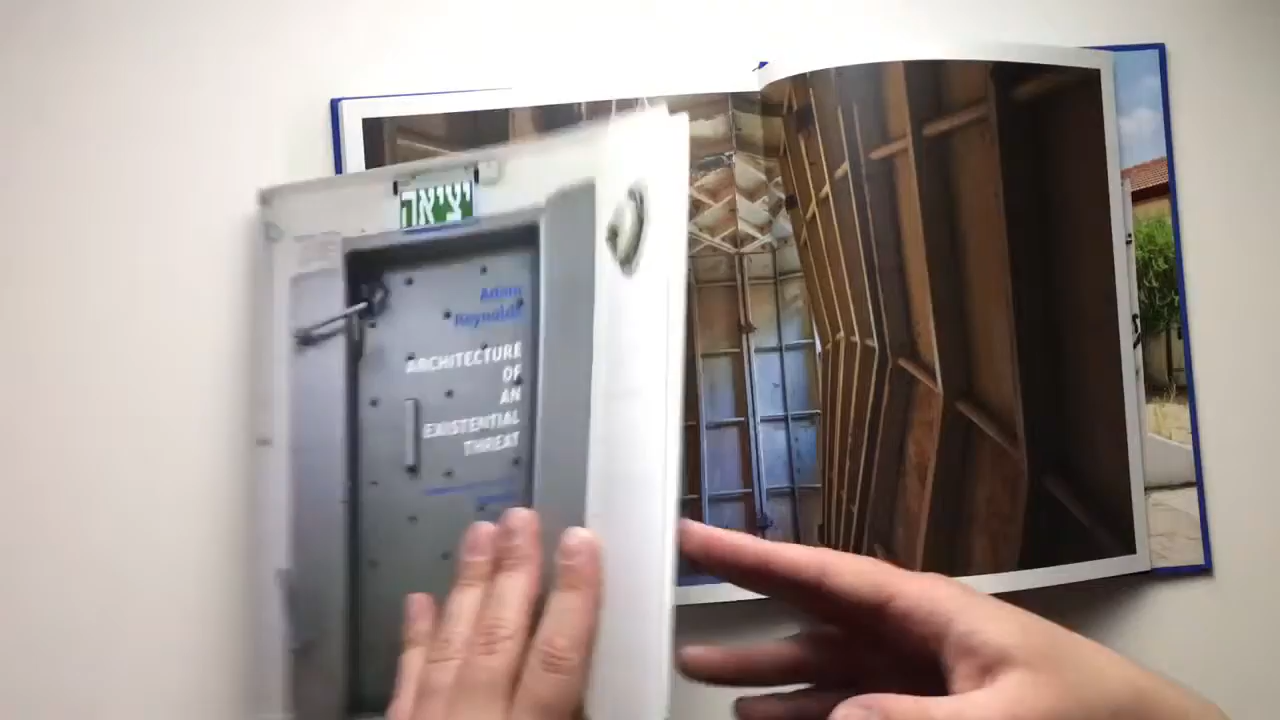 יציאה
Adam
Reynolds
ARCHITECTURE
OF
AN
EXISTENTIAL
THREAT